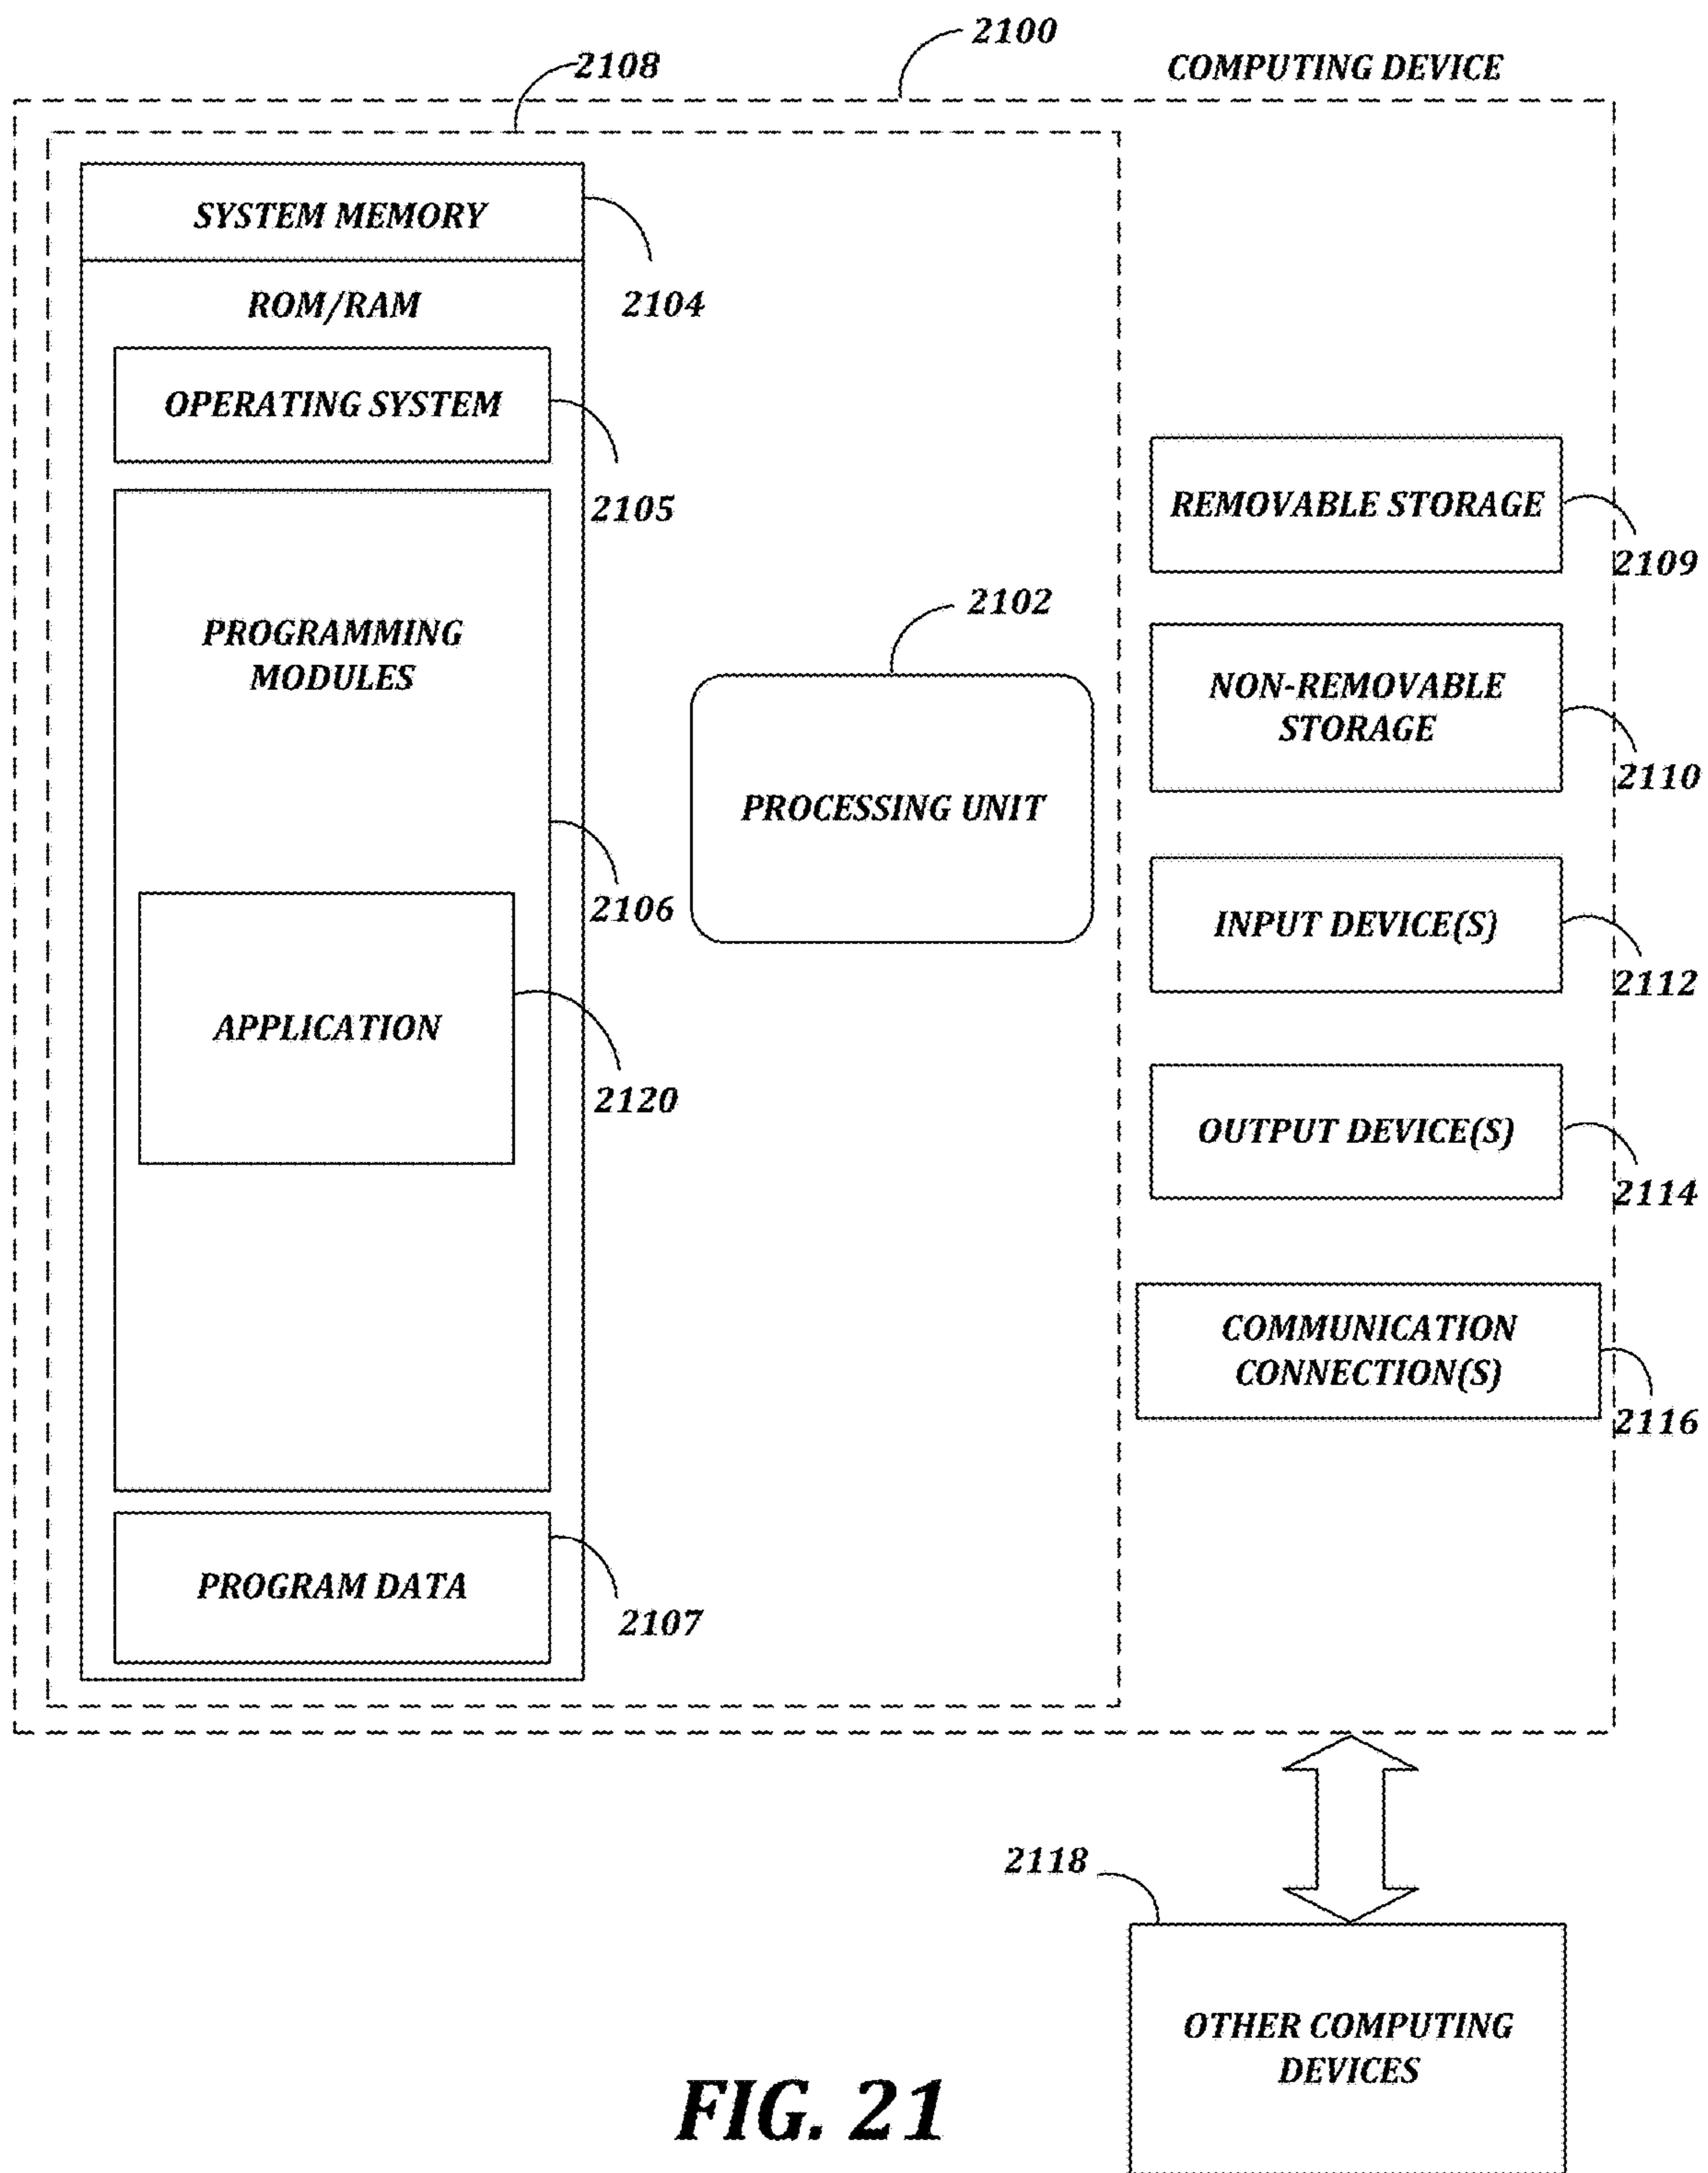 2100
2108
COMPUTING DEVICE
SYSTEM MEMORY
2104
ROM/RAM
OPERATING SYSTEM
2105
PROGRAMMING
MODULES
2106
APPLICATION
2120
PROGRAM DATA
2107
2102
PROCESSING UNIT
REMOVABLE STORAGE
2109
NON-REMOVABLE
STORAGE
2110
INPUT DEVICE(S)
2112
OUTPUT DEVICE(S)
2114
COMMUNICATION
CONNECTION(S)
2116
2118
OTHER COMPUTING
DEVICES
FIG. 21